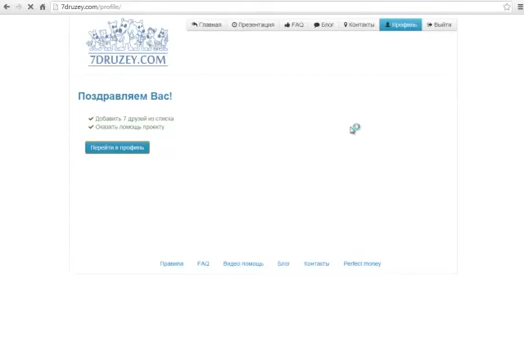 7druzey.com/profile/
Главная Презентация FAQ Блог Контакты Профиль Выйти
7DRUZEY.COM
Поздравляем Вас!
Добавить 7 друзей из списка
Оказать помощь проекту
Перейти в профиль
Правила FAQ Видео помощь Блог Контакты Perfect money